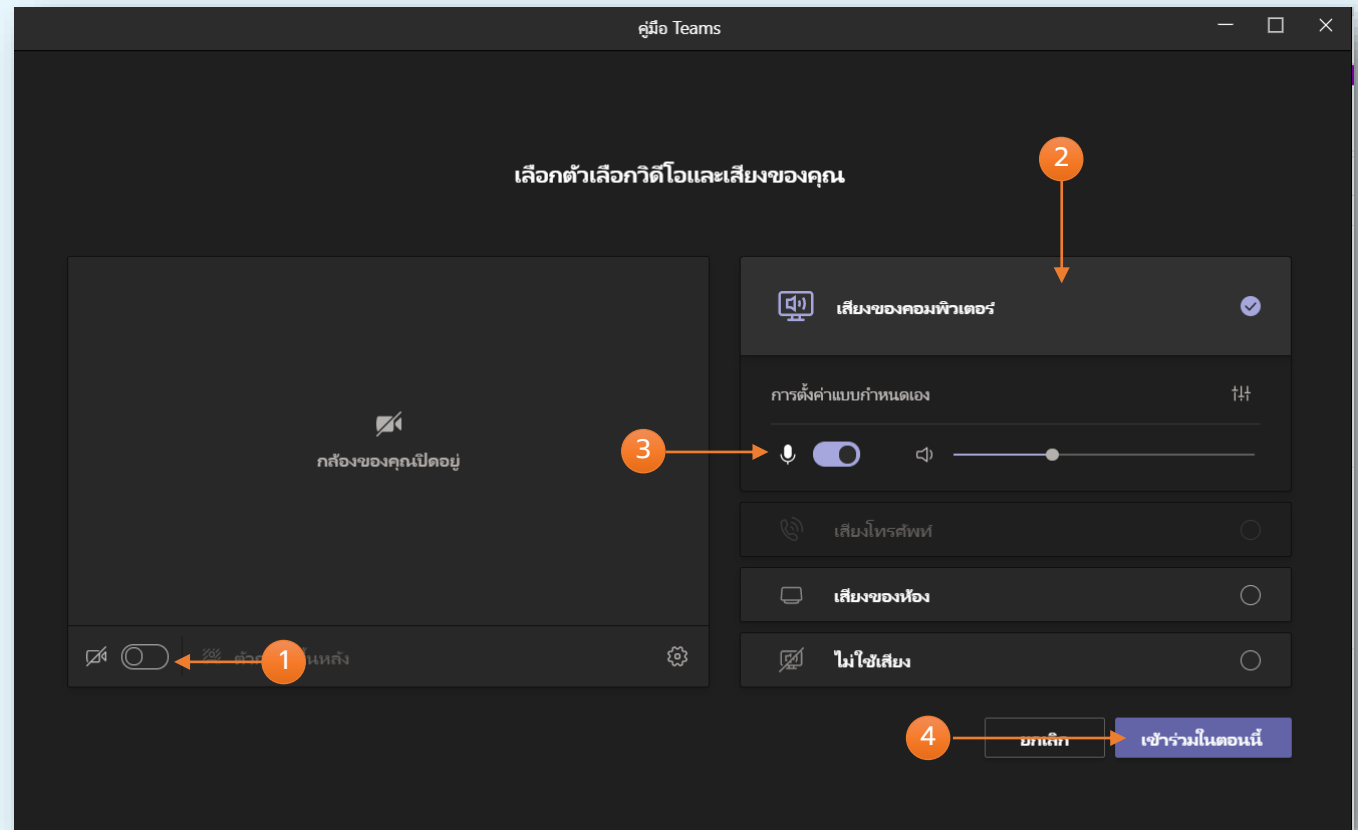 คู่มือ Teams
เลือกตัวเลือกวิดีโอและเสียงของคุณ
2
เสียงของคอมพิวเตอร์
การตั้งค่าแบบกำหนดเอง
กล้องของคุณปิดอยู่
3
เสียงโทรศัพท์
เสียงของห้อง
1
ไม่ใช้เสียง
4
ยกเลิก
เข้าร่วมในตอนนี้